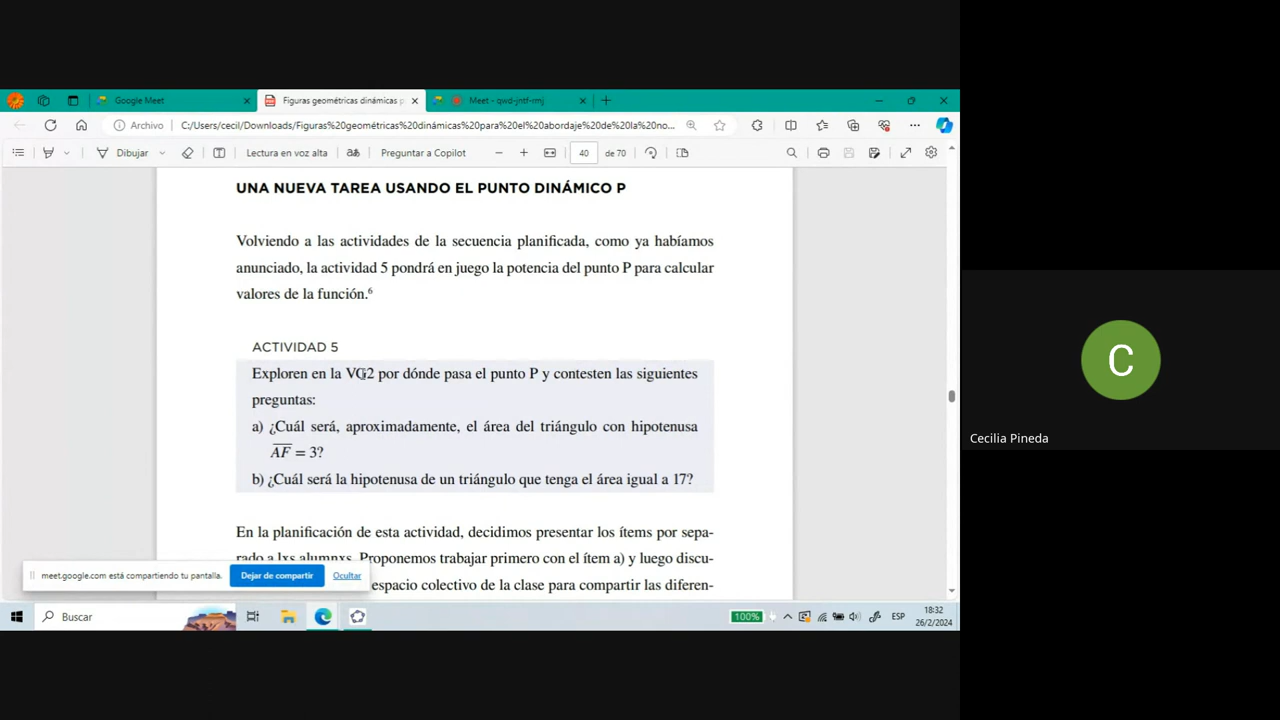 Google Meet
Figuras geométricas dinámicas p
Meet - qwd-jntf-rmj
Archivo
C:/Users/cecil/Downloads/Figuras%20geométricas%20dinámicas%20para%20el%20abordaje%20de%20la%20no...
Dibujar
Lectura en voz alta
Preguntar a Copilot
40
de 70
UNA NUEVA TAREA USANDO EL PUNTO DINÁMICO P
Volviendo a las actividades de la secuencia planificada, como ya habíamos
anunciado, la actividad 5 pondrá en juego la potencia del punto P para calcular
valores de la función.⁶
ACTIVIDAD 5
Exploren en la VG2 por dónde pasa el punto P y contesten las siguientes
preguntas:
a) ¿Cuál será, aproximadamente, el área del triángulo con hipotenusa
AF = 3?
b) ¿Cuál será la hipotenusa de un triángulo que tenga el área igual a 17?
En la planificación de esta actividad, decidimos presentar los ítems por sepa-
rado a lxs alumnxs. Proponemos trabajar primero con el ítem a) y luego discu-
espacio colectivo de la clase para compartir las diferen-
meet.google.com está compartiendo tu pantalla.
Dejar de compartir
Ocultar
Buscar
100%
ESP
18:32
26/2/2024
C
Cecilia Pineda